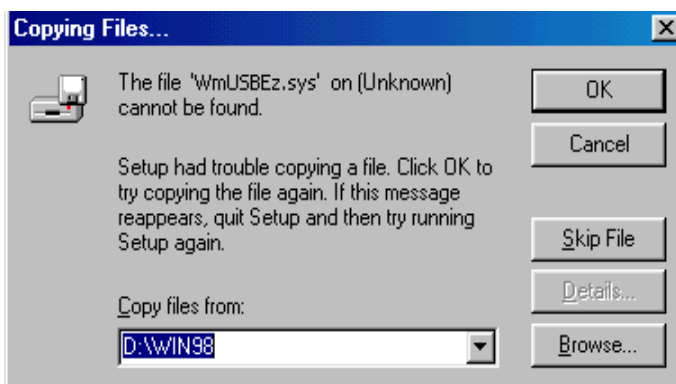 Copying Files...
The file 'WmUSBEz.sys' on (Unknown)
cannot be found.
OK
Cancel
Setup had trouble copying a file. Click OK to
try copying the file again. If this message
reappears, quit Setup and then try running
Setup again.
Skip File
Details...
Copy files from:
D:\WIN98
Browse...